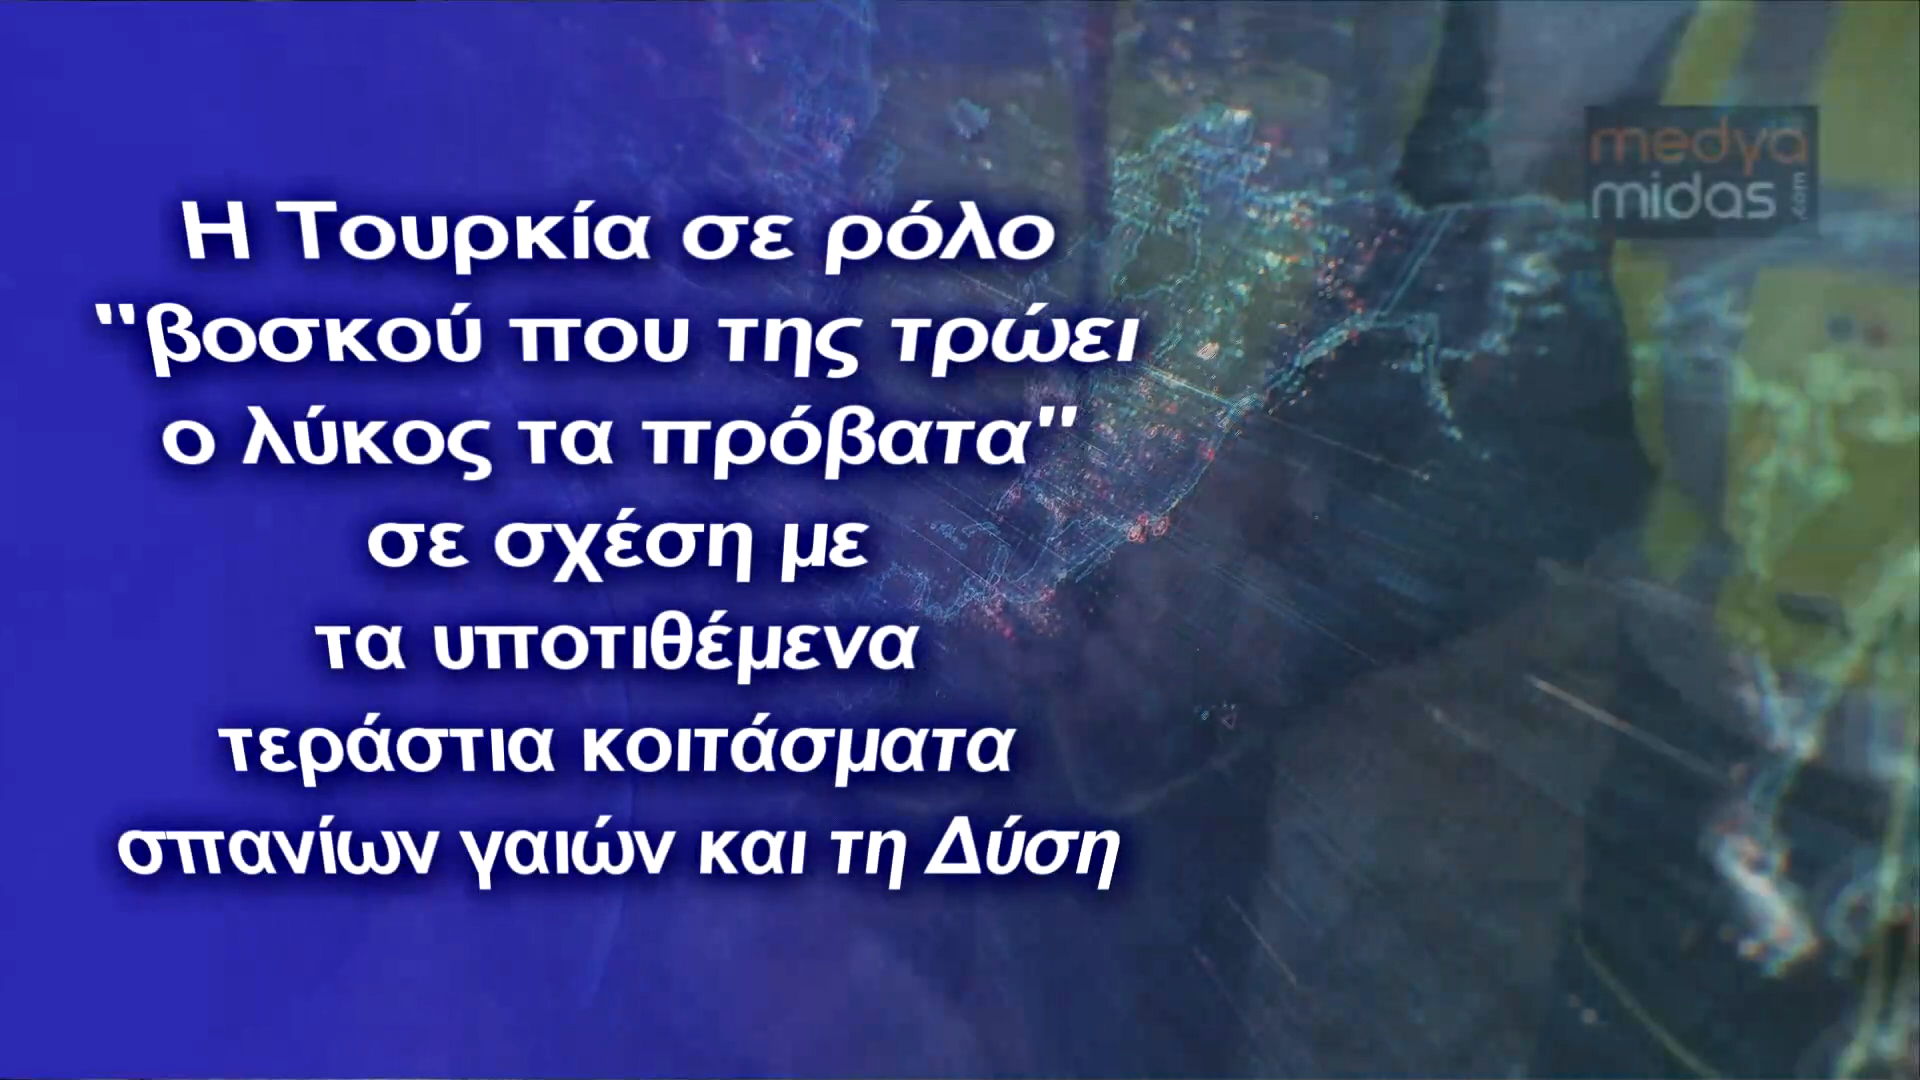 Η Τουρκία σε ρόλο
"βοσκού που της τρώει
ο λύκος τα πρόβατα"
σε σχέση με
τα υποτιθέμενα
τεράστια κοιτάσματα
σπανίων γαιών και τη Δύση
medya
midas
.com